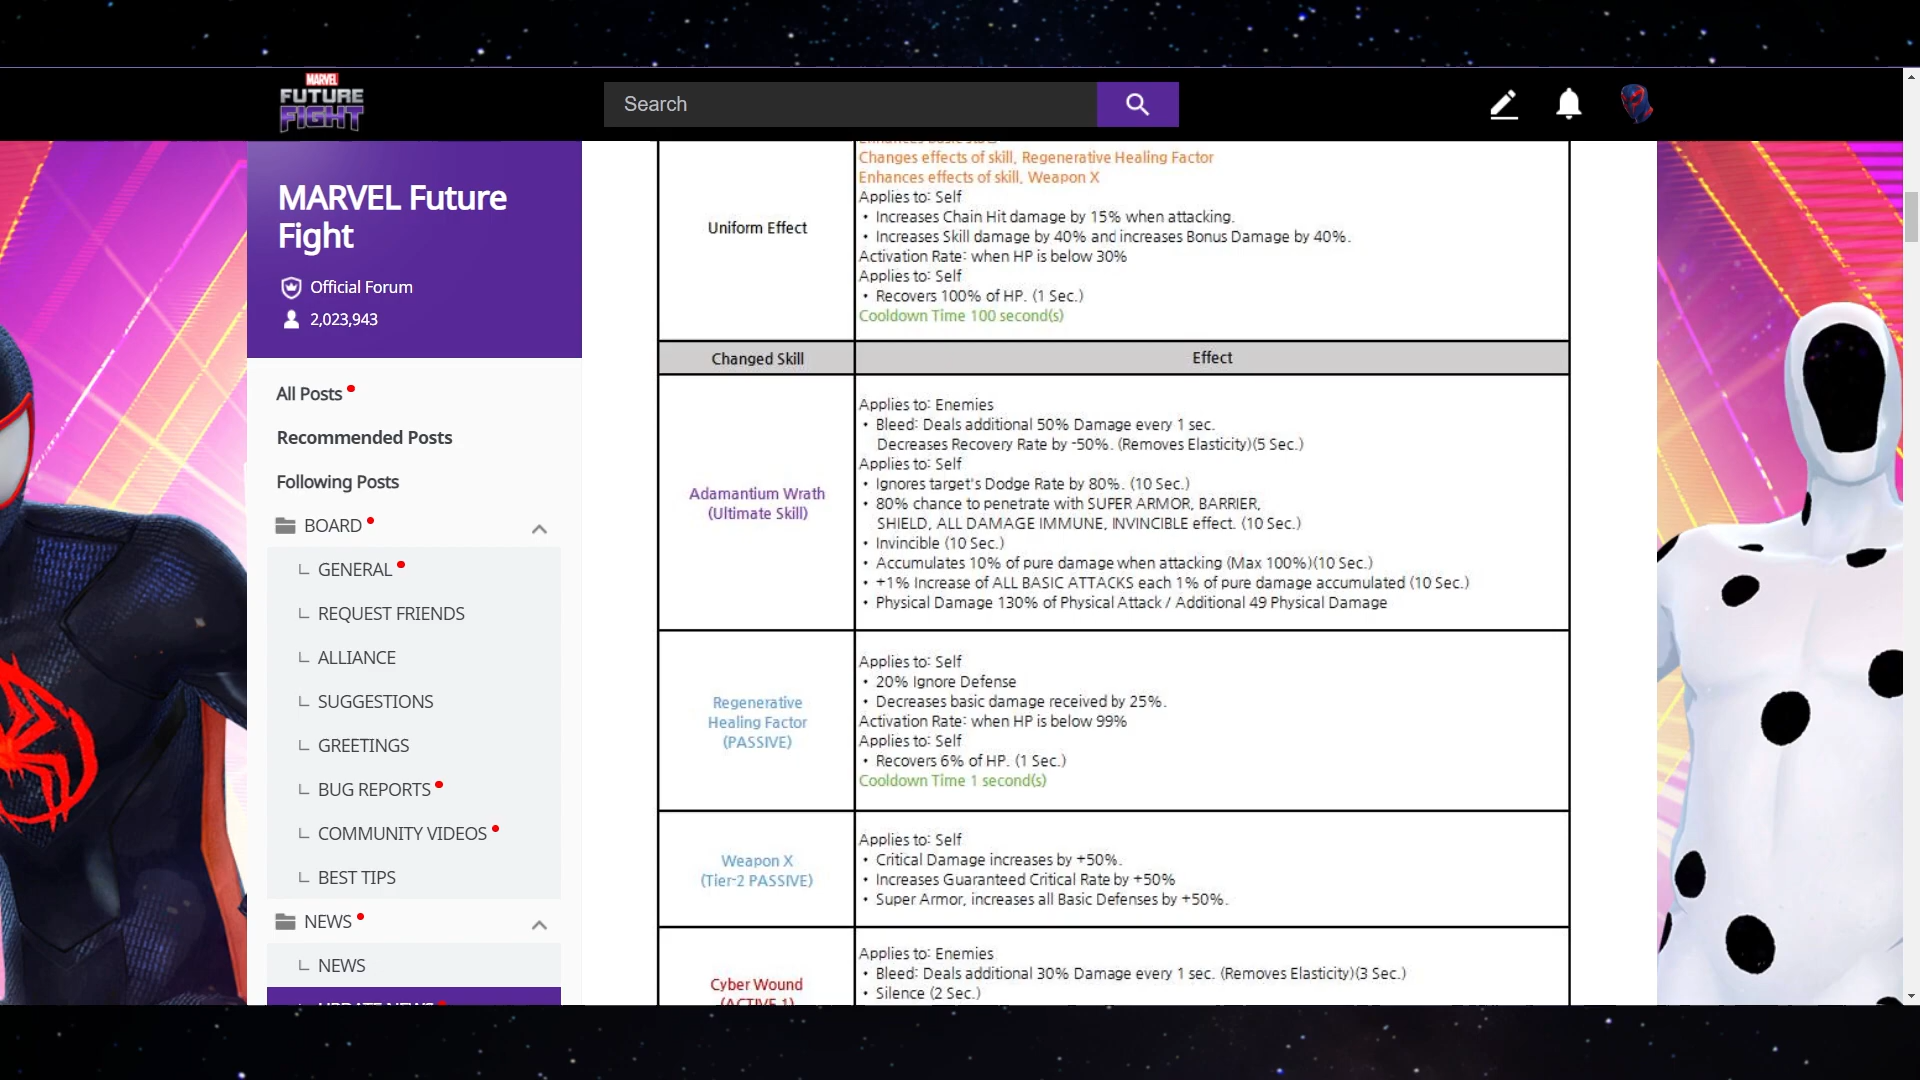 MARVEL
FUTURE
FIGHT
Search
MARVEL Future
Fight
Official Forum
2,023,943
All Posts
Recommended Posts
Following Posts
BOARD
GENERAL
REQUEST FRIENDS
ALLIANCE
SUGGESTIONS
GREETINGS
BUG REPORTS
COMMUNITY VIDEOS
BEST TIPS
NEWS
NEWS
UPDATE NEWS
Uniform Effect
Enhances basic stats
Changes effects of skill, Regenerative Healing Factor
Enhances effects of skill, Weapon X
Applies to: Self
• Increases Chain Hit damage by 15% when attacking.
• Increases Skill damage by 40% and increases Bonus Damage by 40%.
Activation Rate: when HP is below 30%
Applies to: Self
• Recovers 100% of HP. (1 Sec.)
Cooldown Time 100 second(s)
Changed Skill
Effect
Adamantium Wrath
(Ultimate Skill)
Applies to: Enemies
• Bleed: Deals additional 50% Damage every 1 sec.
Decreases Recovery Rate by -50%. (Removes Elasticity)(5 Sec.)
Applies to: Self
• Ignores target's Dodge Rate by 80%. (10 Sec.)
• 80% chance to penetrate with SUPER ARMOR, BARRIER,
SHIELD, ALL DAMAGE IMMUNE, INVINCIBLE effect. (10 Sec.)
• Invincible (10 Sec.)
• Accumulates 10% of pure damage when attacking (Max 100%)(10 Sec.)
• +1% Increase of ALL BASIC ATTACKS each 1% of pure damage accumulated (10 Sec.)
• Physical Damage 130% of Physical Attack / Additional 49 Physical Damage
Regenerative
Healing Factor
(PASSIVE)
Applies to: Self
• 20% Ignore Defense
• Decreases basic damage received by 25%.
Activation Rate: when HP is below 99%
Applies to: Self
• Recovers 6% of HP. (1 Sec.)
Cooldown Time 1 second(s)
Weapon X
(Tier-2 PASSIVE)
Applies to: Self
• Critical Damage increases by +50%.
• Increases Guaranteed Critical Rate by +50%
• Super Armor, increases all Basic Defenses by +50%.
Cyber Wound
(ACTIVE 1)
Applies to: Enemies
• Bleed: Deals additional 30% Damage every 1 sec. (Removes Elasticity)(3 Sec.)
• Silence (2 Sec.)